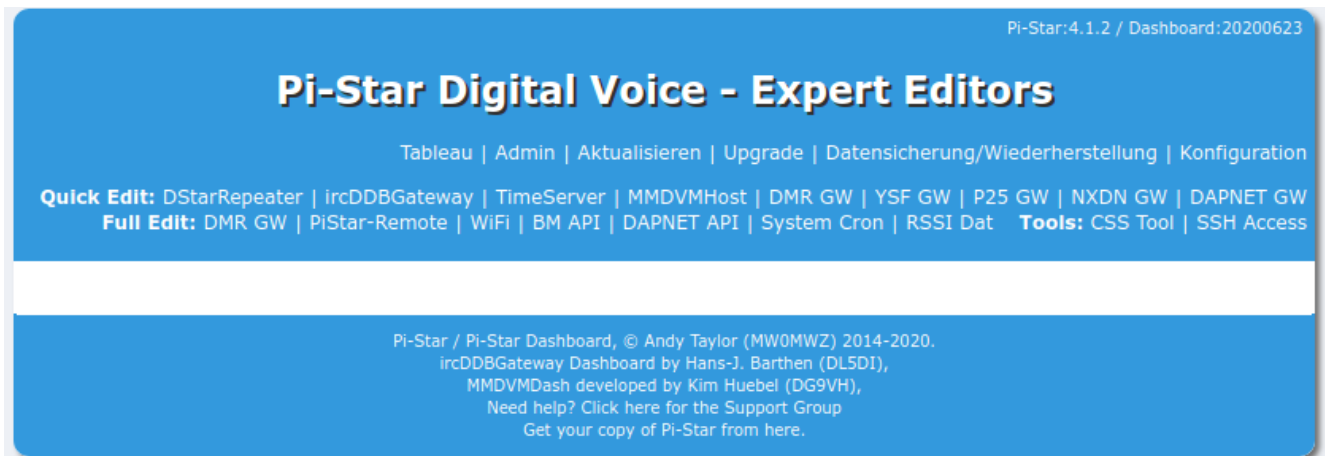 Pi-Star:4.1.2 / Dashboard:20200623
Pi-Star Digital Voice - Expert Editors
Tableau | Admin | Aktualisieren | Upgrade | Datensicherung/Wiederherstellung | Konfiguration
Quick Edit: DStarRepeater | ircDDBGateway | TimeServer | MMDVMHost | DMR GW | YSF GW | P25 GW | NXDN GW | DAPNET GW
Full Edit: DMR GW | PiStar-Remote | WiFi | BM API | DAPNET API | System Cron | RSSI Dat Tools: CSS Tool | SSH Access
Pi-Star / Pi-Star Dashboard, © Andy Taylor (MW0MWZ) 2014-2020.
ircDDBGateway Dashboard by Hans-J. Barthen (DL5DI),
MMDVMDash developed by Kim Huebel (DG9VH),
Need help? Click here for the Support Group
Get your copy of Pi-Star from here.